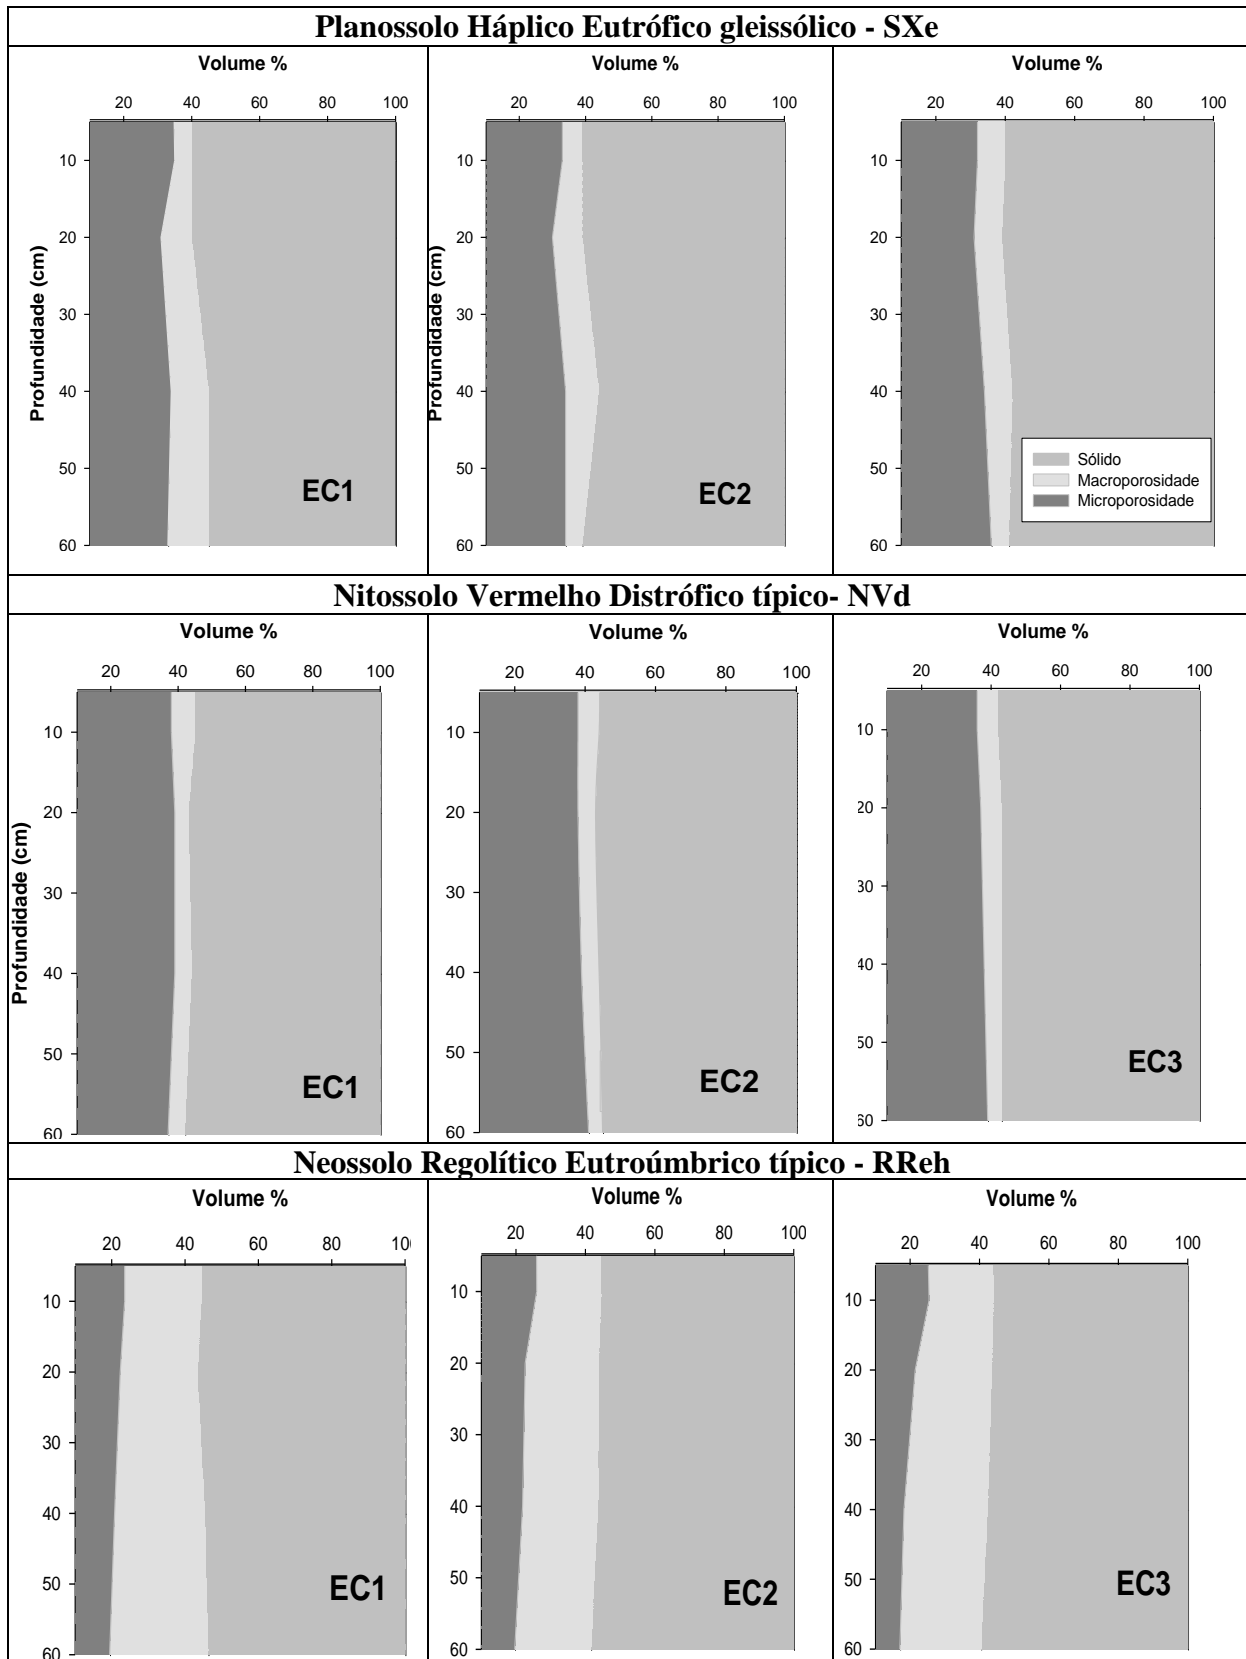 Planossolo Háplico Eutrófico gleissólico - SXe
Volume %
20 40 60 80 100
Profundidade (cm)
10
20
30
40
50
60
EC1
Volume %
20 40 60 80 100
Profundidade (cm)
10
20
30
40
50
60
EC2
Volume %
20 40 60 80 100
10
20
30
40
50
60
Sólido
Macroporosidade
Microporosidade
Nitossolo Vermelho Distrófico típico- NVd
Volume %
20 40 60 80 100
Profundidade (cm)
10
20
30
40
50
60
EC1
Volume %
20 40 60 80 100
10
20
30
40
50
60
EC2
Volume %
20 40 60 80 100
10
20
30
40
50
60
EC3
Neossolo Regolítico Eutroúmbrico típico - RReh
Volume %
20 40 60 80 10
10
20
30
40
50
60
EC1
Volume %
20 40 60 80 100
10
20
30
40
50
60
EC2
Volume %
20 40 60 80 100
10
20
30
40
50
60
EC3